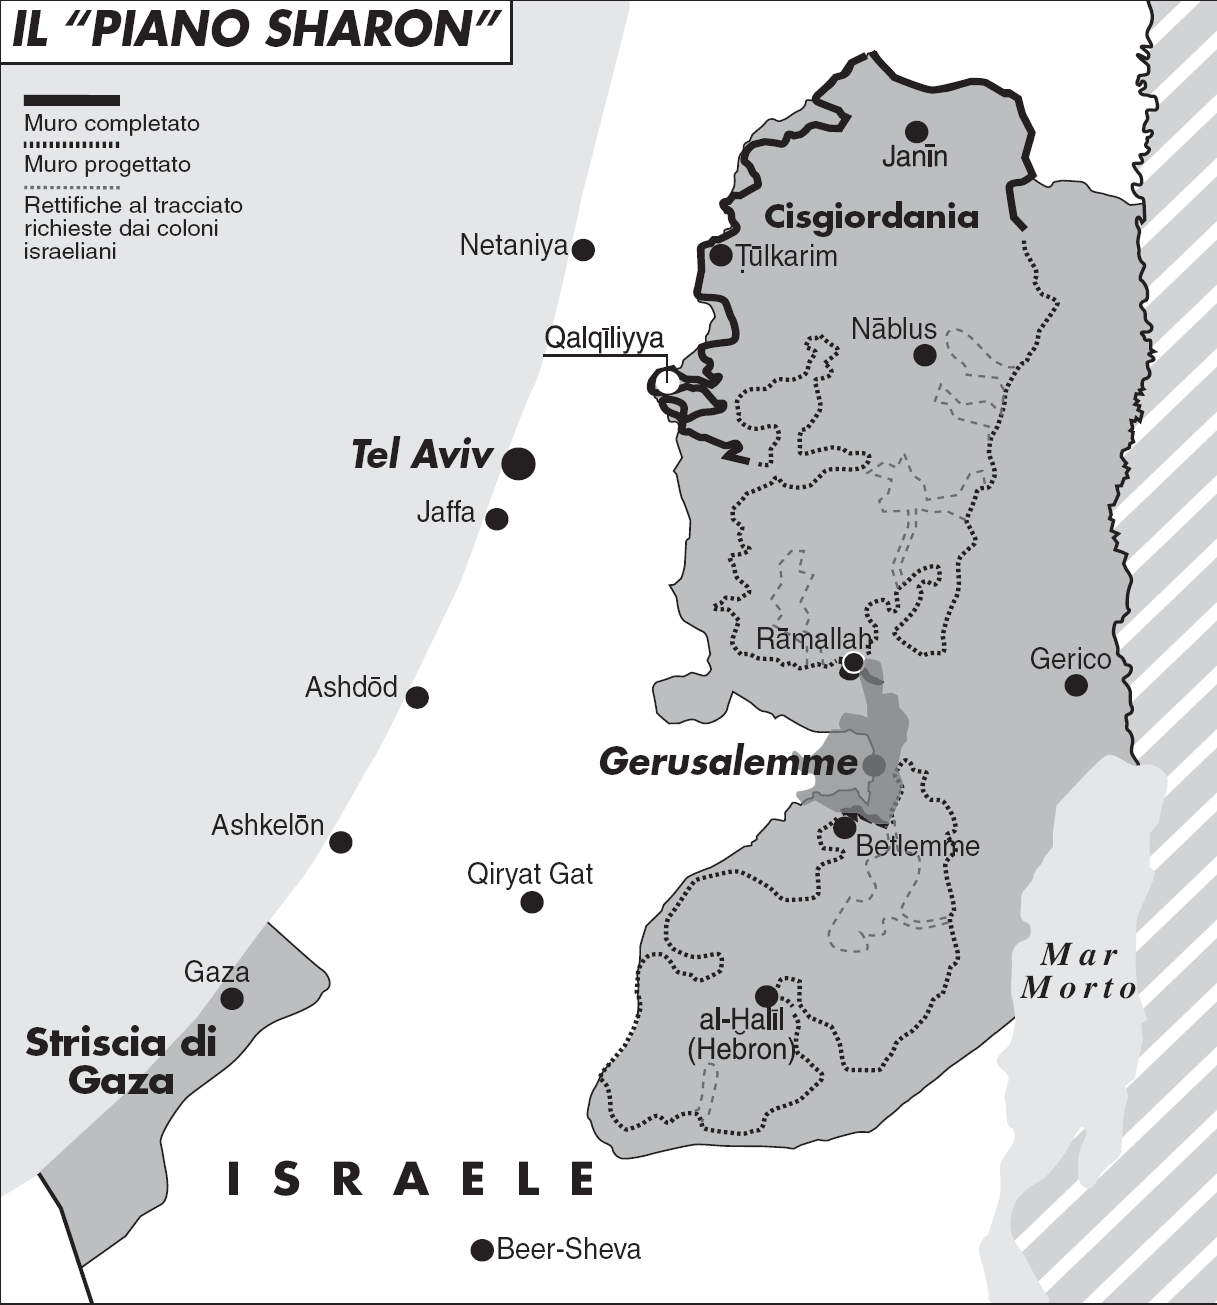 IL “PIANO SHARON”
Muro completato
Muro progettato
Rettifiche al tracciato
richieste dai coloni
israeliani
Janīn
Cisgiordania
Netaniya
Ṭūlkarim
Qalqīliyya
Nāblus
Tel Aviv
Jaffa
Rāmallah
Gerico
Ashdōd
Gerusalemme
Ashkelōn
Betlemme
Qiryat Gat
Mar
Morto
Gaza
al-Ḫalīl
(Hebron)
Striscia di
Gaza
ISRAELE
Beer-Sheva